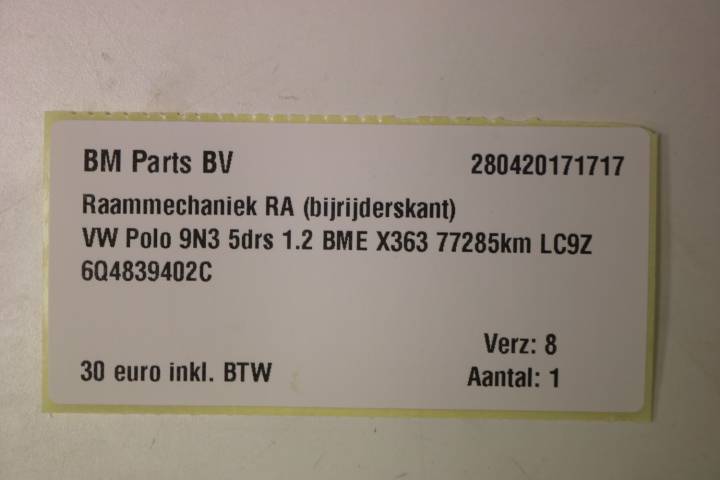 BM Parts BV 280420171717
Raammechaniek RA (bijrijderskant)
VW Polo 9N3 5drs 1.2 BME X363 77285km LC9Z
6Q4839402C
Verz: 8
30 euro inkl. BTW Aantal: 1